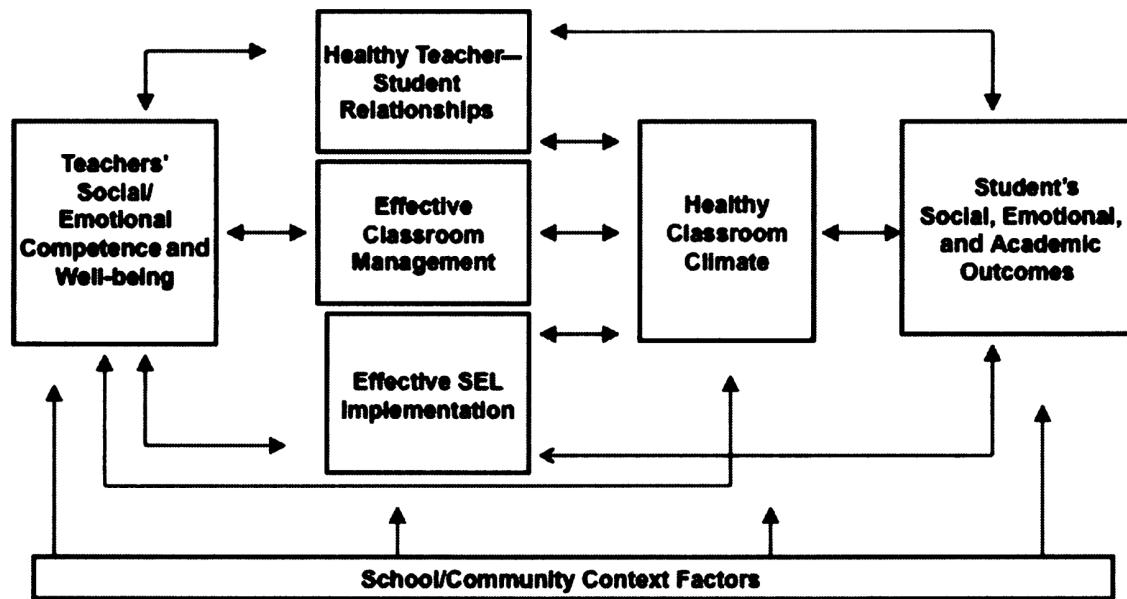 Healthy Teacher—
Student
Relationships
Teachers'
Social/
Emotional
Competence and
Well-being
Effective
Classroom
Management
Healthy
Classroom
Climate
Student's
Social, Emotional,
and Academic
Outcomes
Effective SEL
Implementation
School/Community Context Factors